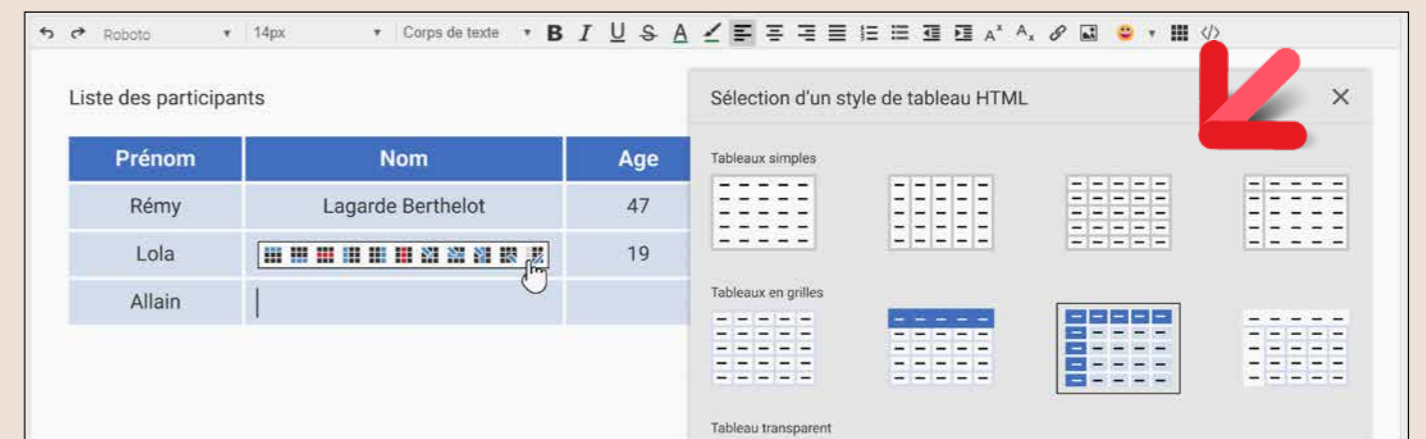 Roboto 14px Corps de texte B I U S A A^x A_x </>
Liste des participants
Sélection d'un style de tableau HTML
Prénom Nom Age
Rémy Lagarde Berthelot 47
Lola 19
Allain
Tableaux simples
Tableaux en grilles
Tableau transparent